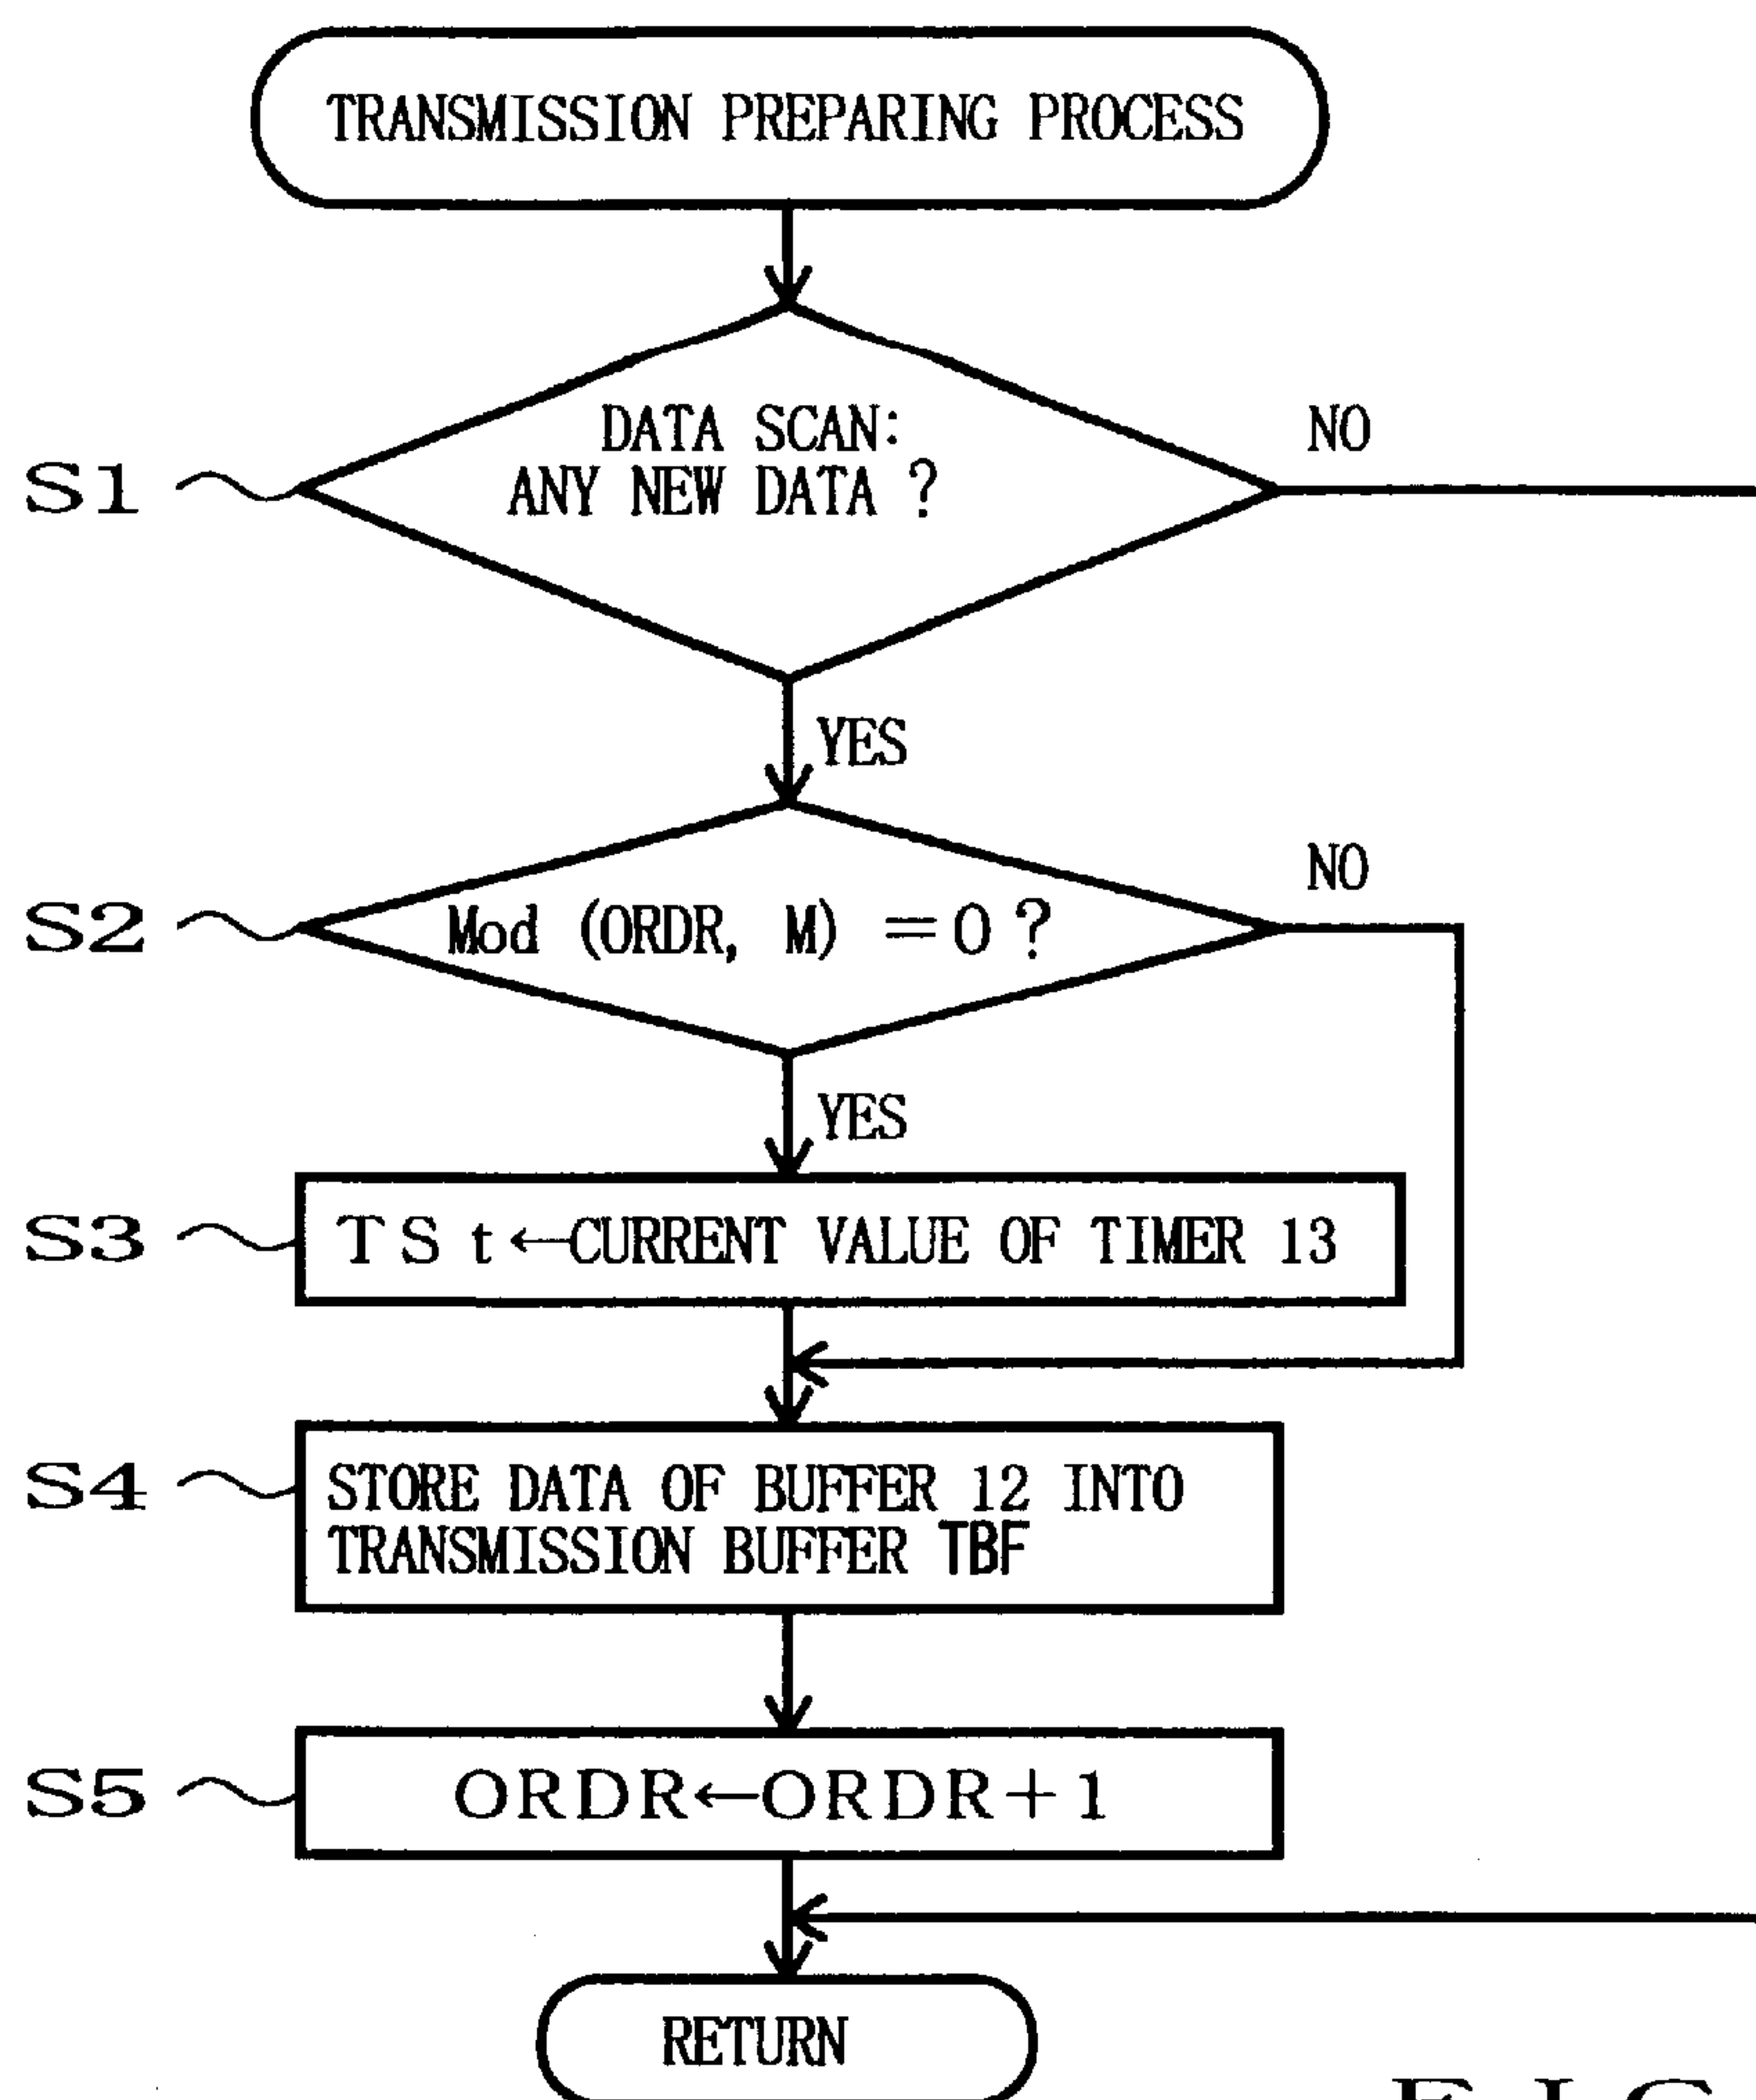 TRANSMISSION PREPARING PROCESS
DATA SCAN:
ANY NEW DATA ?
NO
S1
YES
NO
S2
Mod (ORDR, M) =0?
YES
S3
TSt←CURRENT VALUE OF TIMER 13
S4
STORE DATA OF BUFFER 12 INTO
TRANSMISSION BUFFER TBF
S5
ORDR←ORDR+1
RETURN